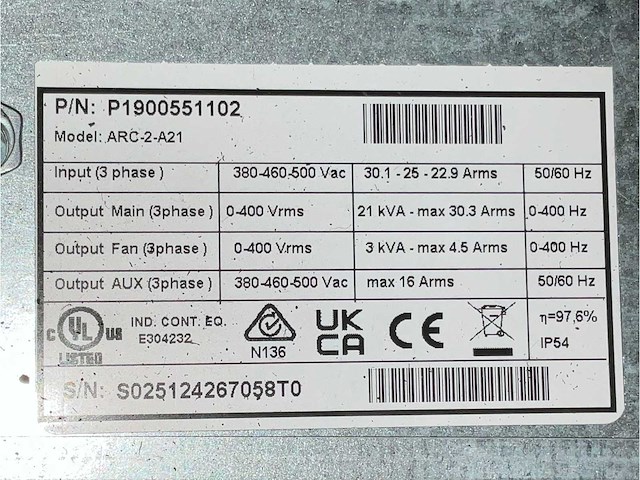 P/N: P1900551102
Model: ARC-2-A21
Input (3 phase ) 380-460-500 Vac 30.1 - 25 - 22.9 Arms 50/60 Hz
Output Main (3phase ) 0-400 Vrms 21 kVA - max 30.3 Arms 0-400 Hz
Output Fan (3phase ) 0-400 Vrms 3 kVA - max 4.5 Arms 0-400 Hz
Output AUX (3phase ) 380-460-500 Vac max 16 Arms 50/60 Hz
C UL US LISTED
IND. CONT. EQ.
E304232
N136
UK
CA
CE
η=97,6%
IP54
S/N: S025124267058T0